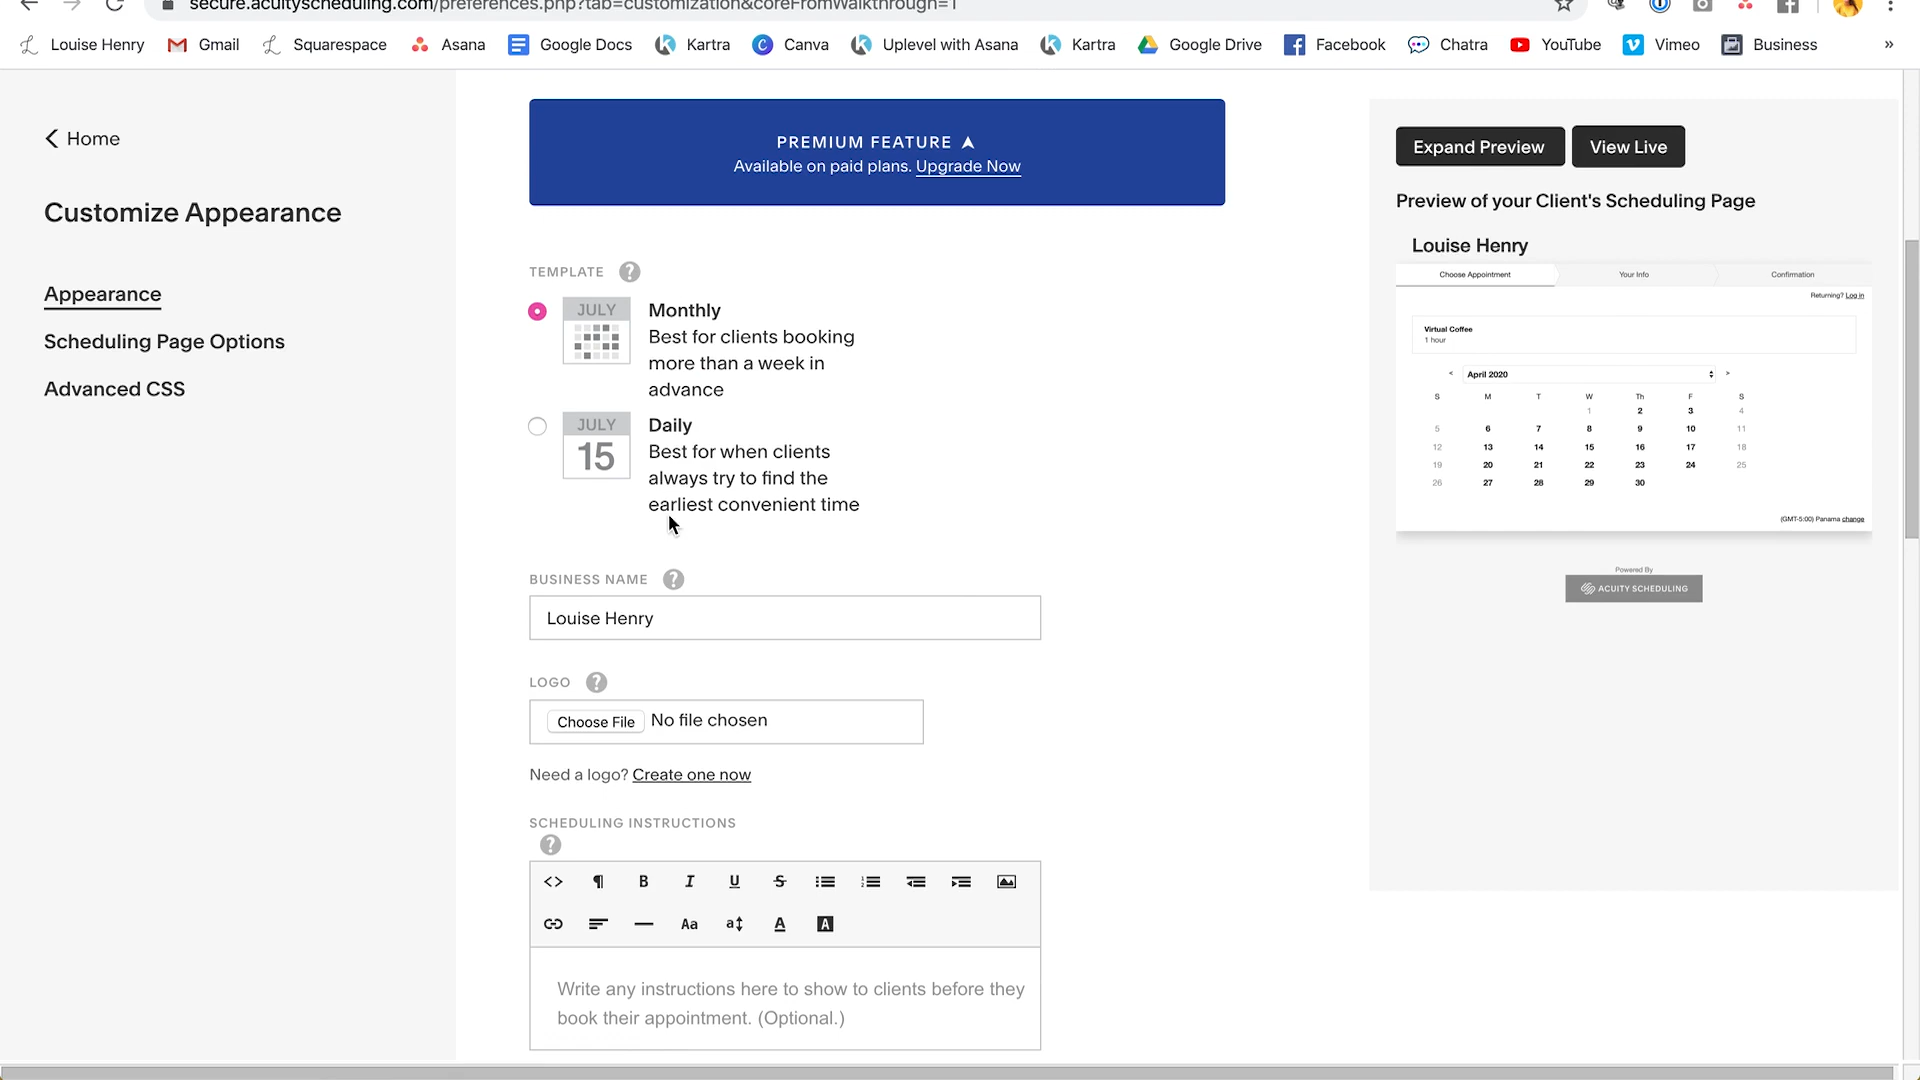 secure.acuityscheduling.com/preferences.php?tab=customization&coreFromWalkthrough=1
Louise Henry Gmail Squarespace Asana Google Docs Kartra Canva Uplevel with Asana Kartra Google Drive Facebook Chatra YouTube Vimeo Business »
Home
Customize Appearance
Appearance
Scheduling Page Options
Advanced CSS
PREMIUM FEATURE
Available on paid plans. Upgrade Now
TEMPLATE ?
JULY
Monthly
Best for clients booking
more than a week in
advance
JULY
15
Daily
Best for when clients
always try to find the
earliest convenient time
BUSINESS NAME ?
Louise Henry
LOGO ?
Choose File No file chosen
Need a logo? Create one now
SCHEDULING INSTRUCTIONS
?
<> ¶ B I U S
Aa a A A
Write any instructions here to show to clients before they
book their appointment. (Optional.)
Expand Preview View Live
Preview of your Client's Scheduling Page
Louise Henry
Choose Appointment Your Info Confirmation
Returning? Log in
Virtual Coffee
1 hour
< April 2020 >
S M T W Th F S
1 2 3 4
5 6 7 8 9 10 11
12 13 14 15 16 17 18
19 20 21 22 23 24 25
26 27 28 29 30
(GMT-5:00) Panama change
Powered By
ACUITY SCHEDULING